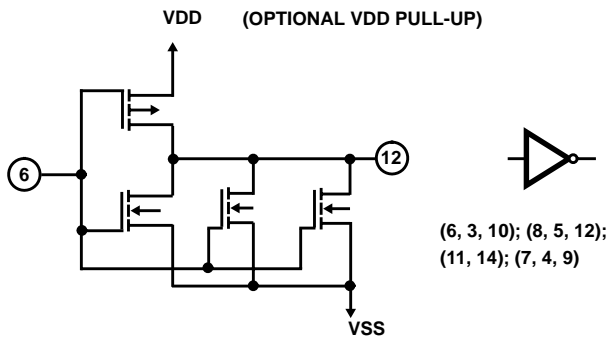 VDD (OPTIONAL VDD PULL-UP)
6
12
(6, 3, 10); (8, 5, 12);
(11, 14); (7, 4, 9)
VSS